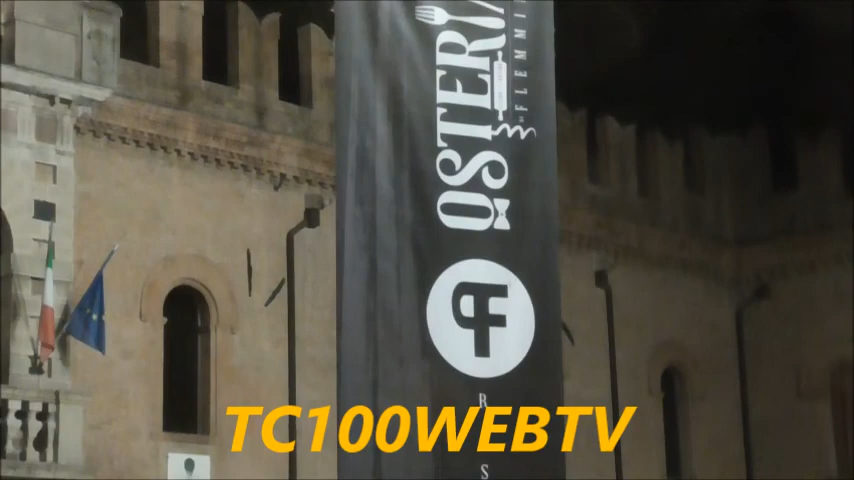 OSTERIA
FLEMMI
R
S
TC100WEBTV